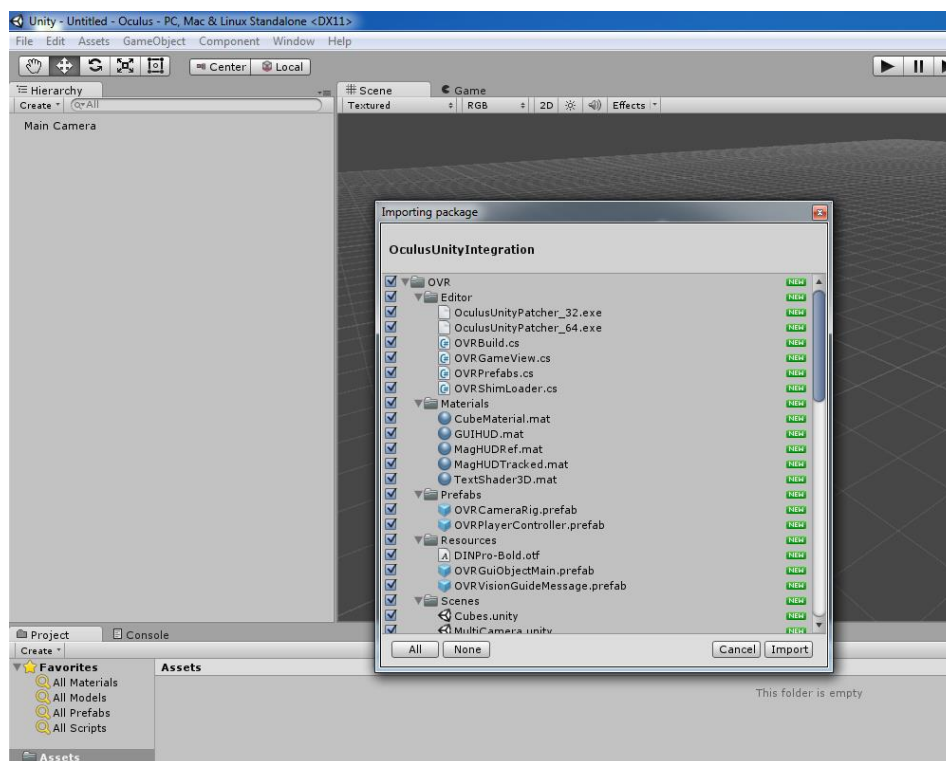 Unity - Untitled - Oculus - PC, Mac & Linux Standalone <DX11>
File Edit Assets GameObject Component Window Help
Center Local
Hierarchy
Create All
Main Camera
Scene Game
Textured RGB 2D Effects
Importing package
OculusUnityIntegration
OVR NEW
Editor NEW
OculusUnityPatcher_32.exe NEW
OculusUnityPatcher_64.exe NEW
OVRBuild.cs NEW
OVRGameView.cs NEW
OVRPrefabs.cs NEW
OVRShimLoader.cs NEW
Materials NEW
CubeMaterial.mat NEW
GUIHUD.mat NEW
MagHUDRef.mat NEW
MagHUDTracked.mat NEW
TextShader3D.mat NEW
Prefabs NEW
OVRCameraRig.prefab NEW
OVRPlayerController.prefab NEW
Resources NEW
DINPro-Bold.otf NEW
OVRGuiObjectMain.prefab NEW
OVRVisionGuideMessage.prefab NEW
Scenes NEW
Cubes.unity NEW
MultiCamera.unity NEW
All None Cancel Import
Project Console
Create
Favorites
All Materials
All Models
All Prefabs
All Scripts
Assets
Assets
This folder is empty